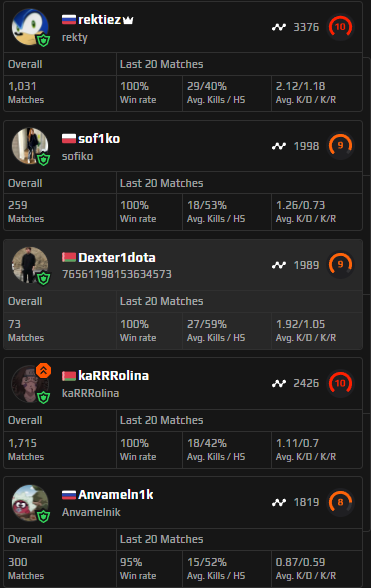 rektiez 3376 10
rekty
Overall Last 20 Matches
1,031 100% 29/40% 2.12/1.18
Matches Win rate Avg. Kills / HS Avg. K/D / K/R
sof1ko 1998 9
sofiko
Overall Last 20 Matches
259 100% 18/53% 1.26/0.73
Matches Win rate Avg. Kills / HS Avg. K/D / K/R
Dexter1dota 1989 9
76561198153634573
Overall Last 20 Matches
73 100% 27/59% 1.92/1.05
Matches Win rate Avg. Kills / HS Avg. K/D / K/R
kaRRRolina 2426 10
kaRRRolina
Overall Last 20 Matches
1,715 100% 18/42% 1.11/0.7
Matches Win rate Avg. Kills / HS Avg. K/D / K/R
Anvameln1k 1819 8
Anvamelnik
Overall Last 20 Matches
300 95% 15/52% 0.87/0.59
Matches Win rate Avg. Kills / HS Avg. K/D / K/R